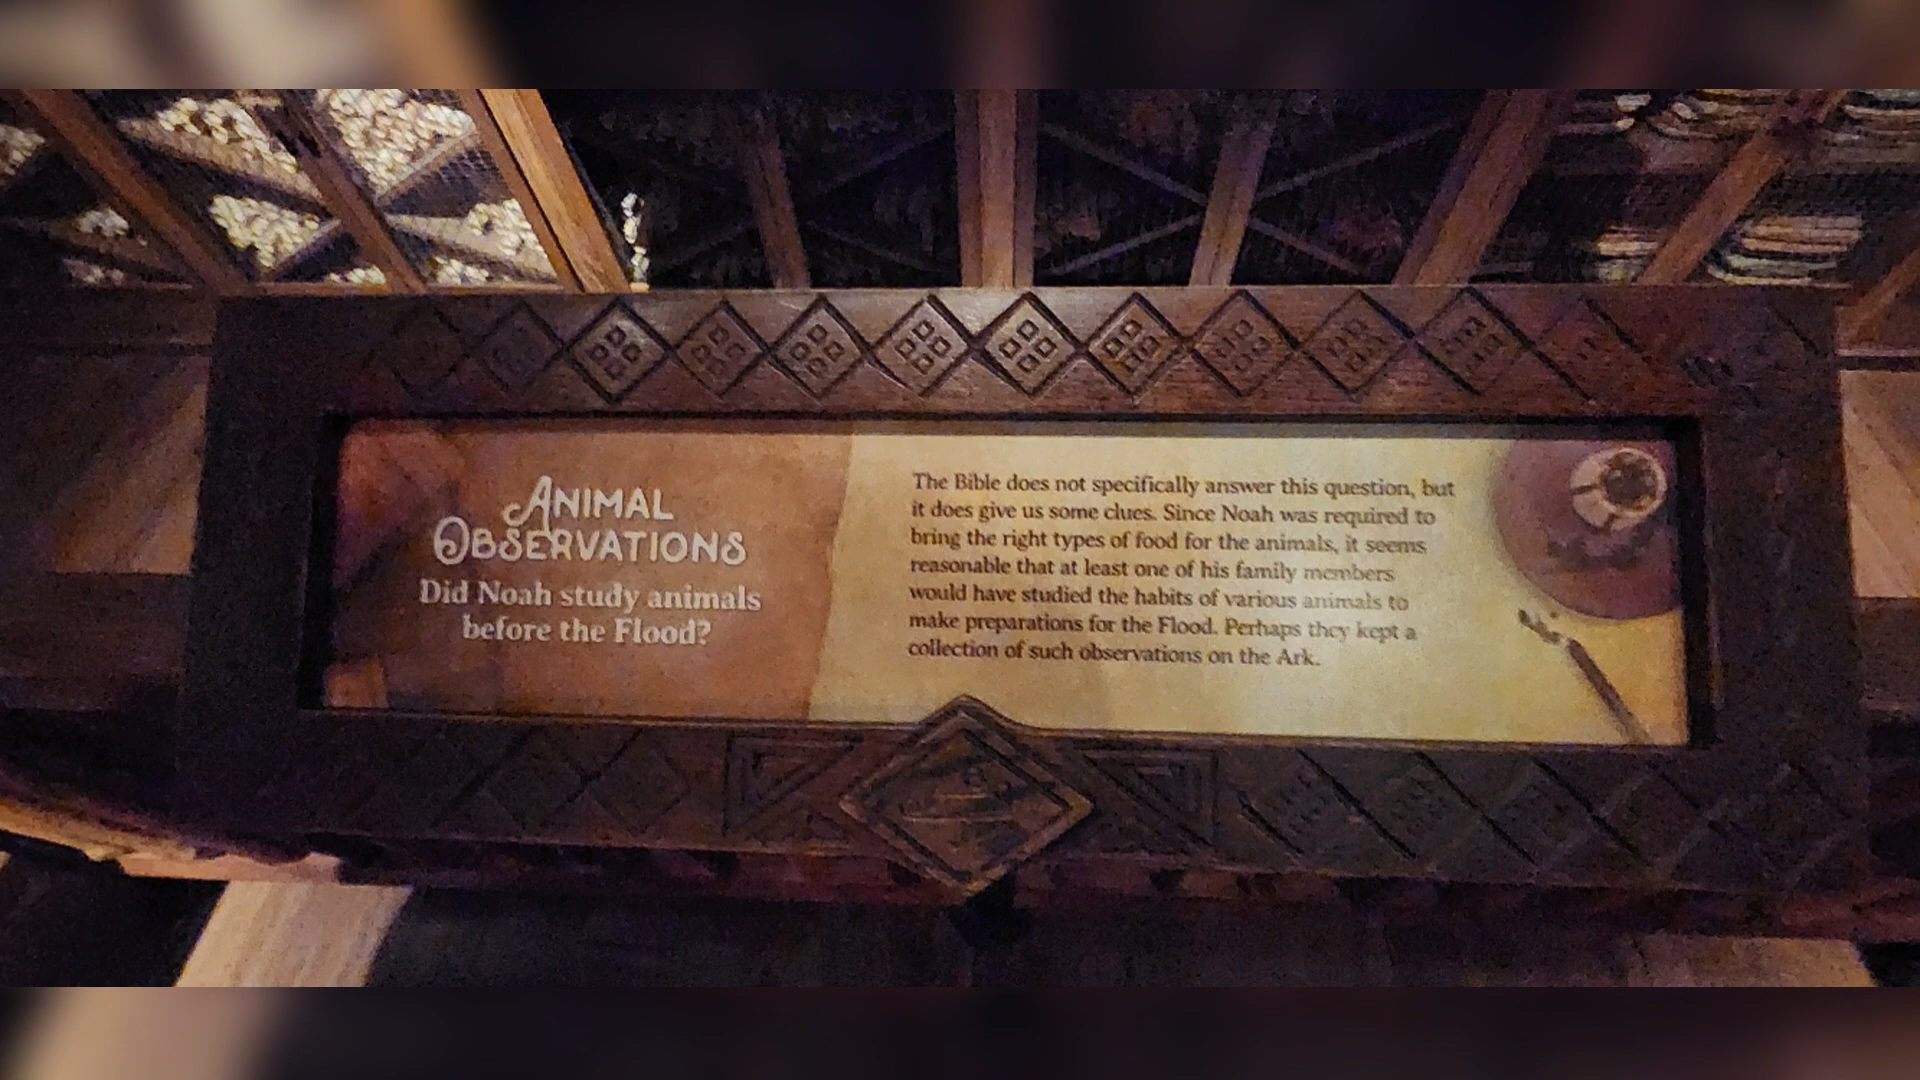 ANIMAL
OBSERVATIONS
Did Noah study animals
before the Flood?
The Bible does not specifically answer this question, but
it does give us some clues. Since Noah was required to
bring the right types of food for the animals, it seems
reasonable that at least one of his family members
would have studied the habits of various animals to
make preparations for the Flood. Perhaps they kept a
collection of such observations on the Ark.